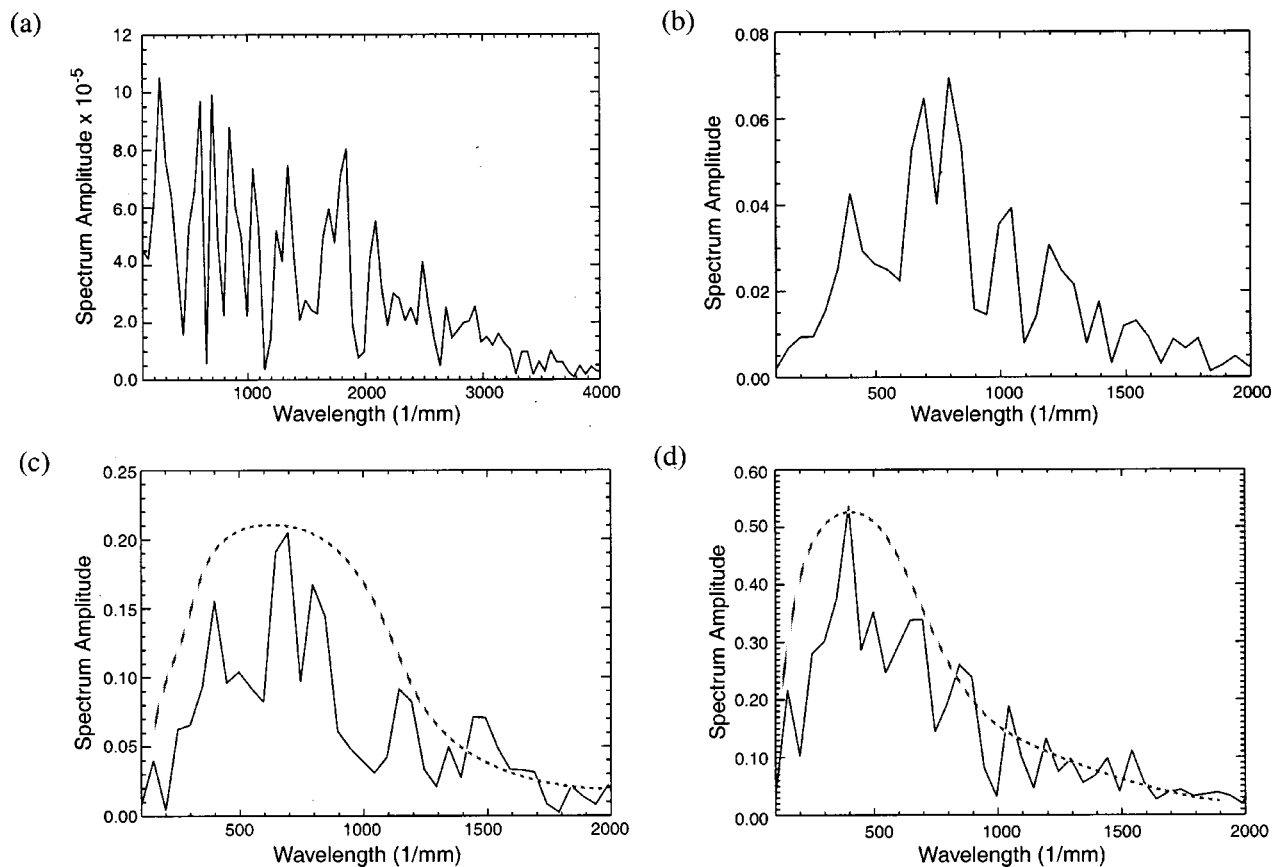 (a)
12
10
8.0
6.0
4.0
2.0
0.0
Spectrum Amplitude x 10⁻⁵
1000 2000 3000 4000
Wavelength (1/mm)
(b)
0.08
0.06
0.04
0.02
0.00
Spectrum Amplitude
500 1000 1500 2000
Wavelength (1/mm)
(c)
0.25
0.20
0.15
0.10
0.05
0.00
Spectrum Amplitude
500 1000 1500 2000
Wavelength (1/mm)
(d)
0.60
0.50
0.40
0.30
0.20
0.10
0.00
Spectrum Amplitude
500 1000 1500 2000
Wavelength (1/mm)